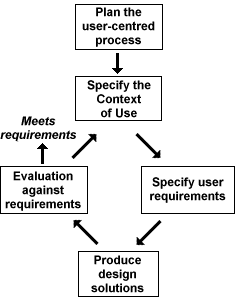 Plan the
user-centred
process
Specify the
Context
of Use
Meets
requirements
Evaluation
against
requirements
Specify user
requirements
Produce
design
solutions